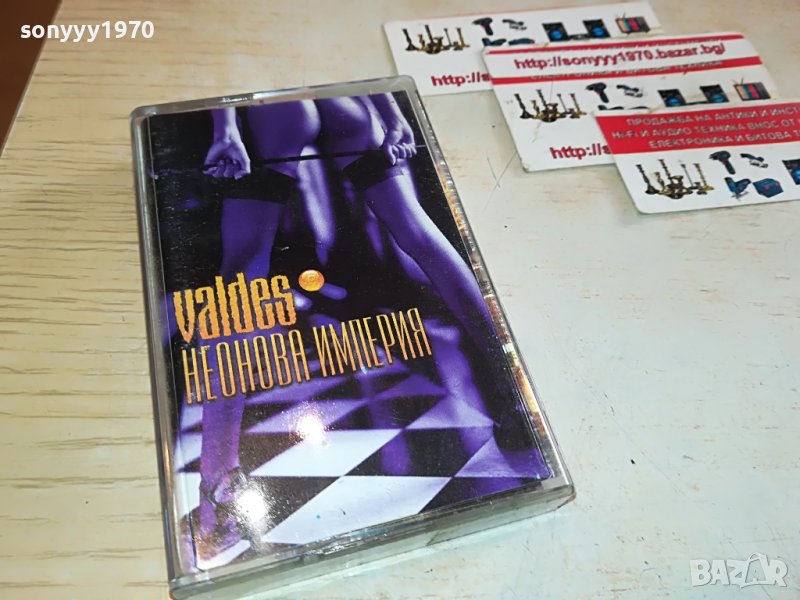 sonyyy1970
http://sonyyy1970.bazar.bg/
http://s
http://s
ПРОДАЖБА НА АНТИКИ И ИНСТ
Hi-Fi И АУДИО ТЕХНИКА ВНОС ОТ
ЕЛЕКТРОНИКА И БИТОВА Т
valdes
НЕОНОВА ИМПЕРИЯ
BAZAR